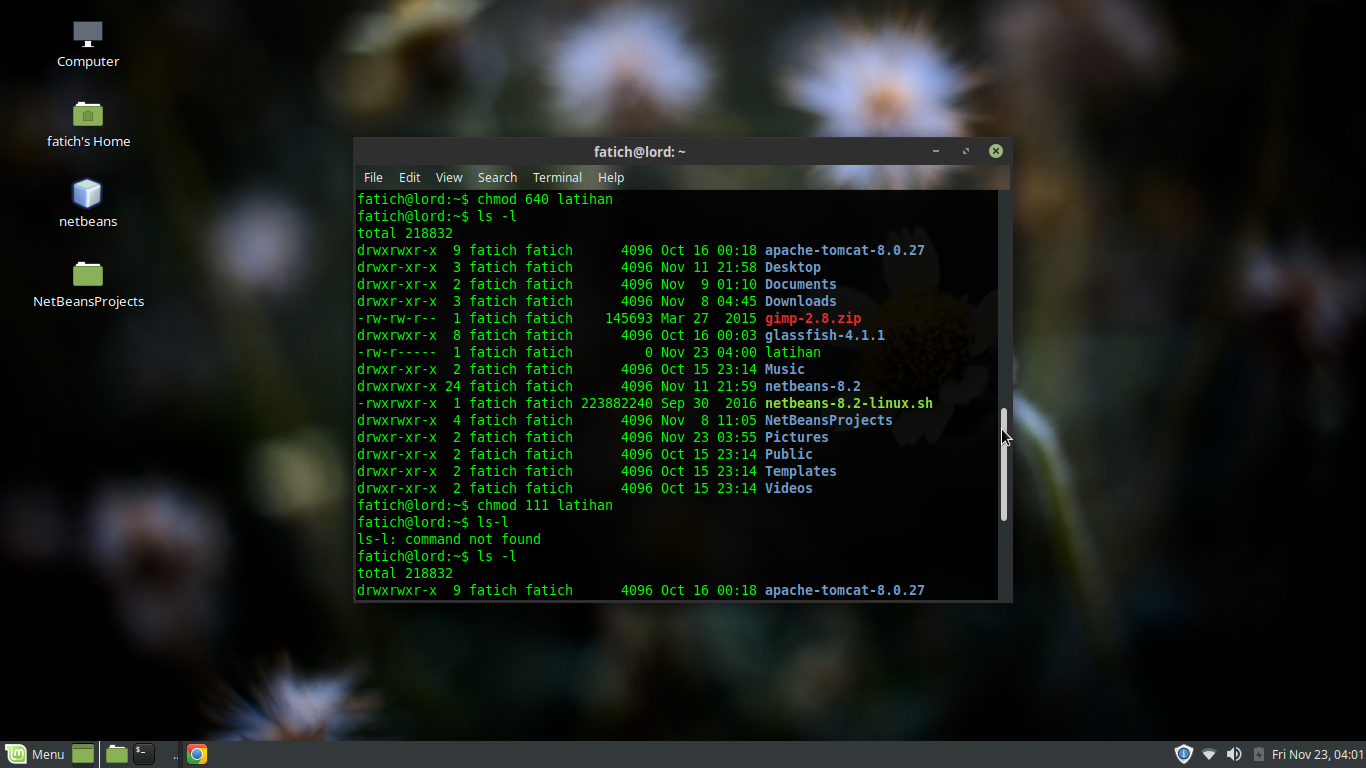 Computer
fatich's Home
netbeans
NetBeansProjects
fatich@lord: ~
File Edit View Search Terminal Help
fatich@lord:~$ chmod 640 latihan
fatich@lord:~$ ls -l
total 218832
drwxrwxr-x  9 fatich fatich      4096 Oct 16 00:18 apache-tomcat-8.0.27
drwxr-xr-x  3 fatich fatich      4096 Nov 11 21:58 Desktop
drwxr-xr-x  2 fatich fatich      4096 Nov  9 01:10 Documents
drwxr-xr-x  3 fatich fatich      4096 Nov  8 04:45 Downloads
-rw-rw-r--  1 fatich fatich    145693 Mar 27  2015 gimp-2.8.zip
drwxrwxr-x  8 fatich fatich      4096 Oct 16 00:03 glassfish-4.1.1
-rw-r-----  1 fatich fatich         0 Nov 23 04:00 latihan
drwxr-xr-x  2 fatich fatich      4096 Oct 15 23:14 Music
drwxrwxr-x 24 fatich fatich      4096 Nov 11 21:59 netbeans-8.2
-rwxrwxr-x  1 fatich fatich 223882240 Sep 30  2016 netbeans-8.2-linux.sh
drwxrwxr-x  4 fatich fatich      4096 Nov  8 11:05 NetBeansProjects
drwxr-xr-x  2 fatich fatich      4096 Nov 23 03:55 Pictures
drwxr-xr-x  2 fatich fatich      4096 Oct 15 23:14 Public
drwxr-xr-x  2 fatich fatich      4096 Oct 15 23:14 Templates
drwxr-xr-x  2 fatich fatich      4096 Oct 15 23:14 Videos
fatich@lord:~$ chmod 111 latihan
fatich@lord:~$ ls-l
ls-l: command not found
fatich@lord:~$ ls -l
total 218832
drwxrwxr-x  9 fatich fatich      4096 Oct 16 00:18 apache-tomcat-8.0.27
Menu
..
Fri Nov 23, 04:01